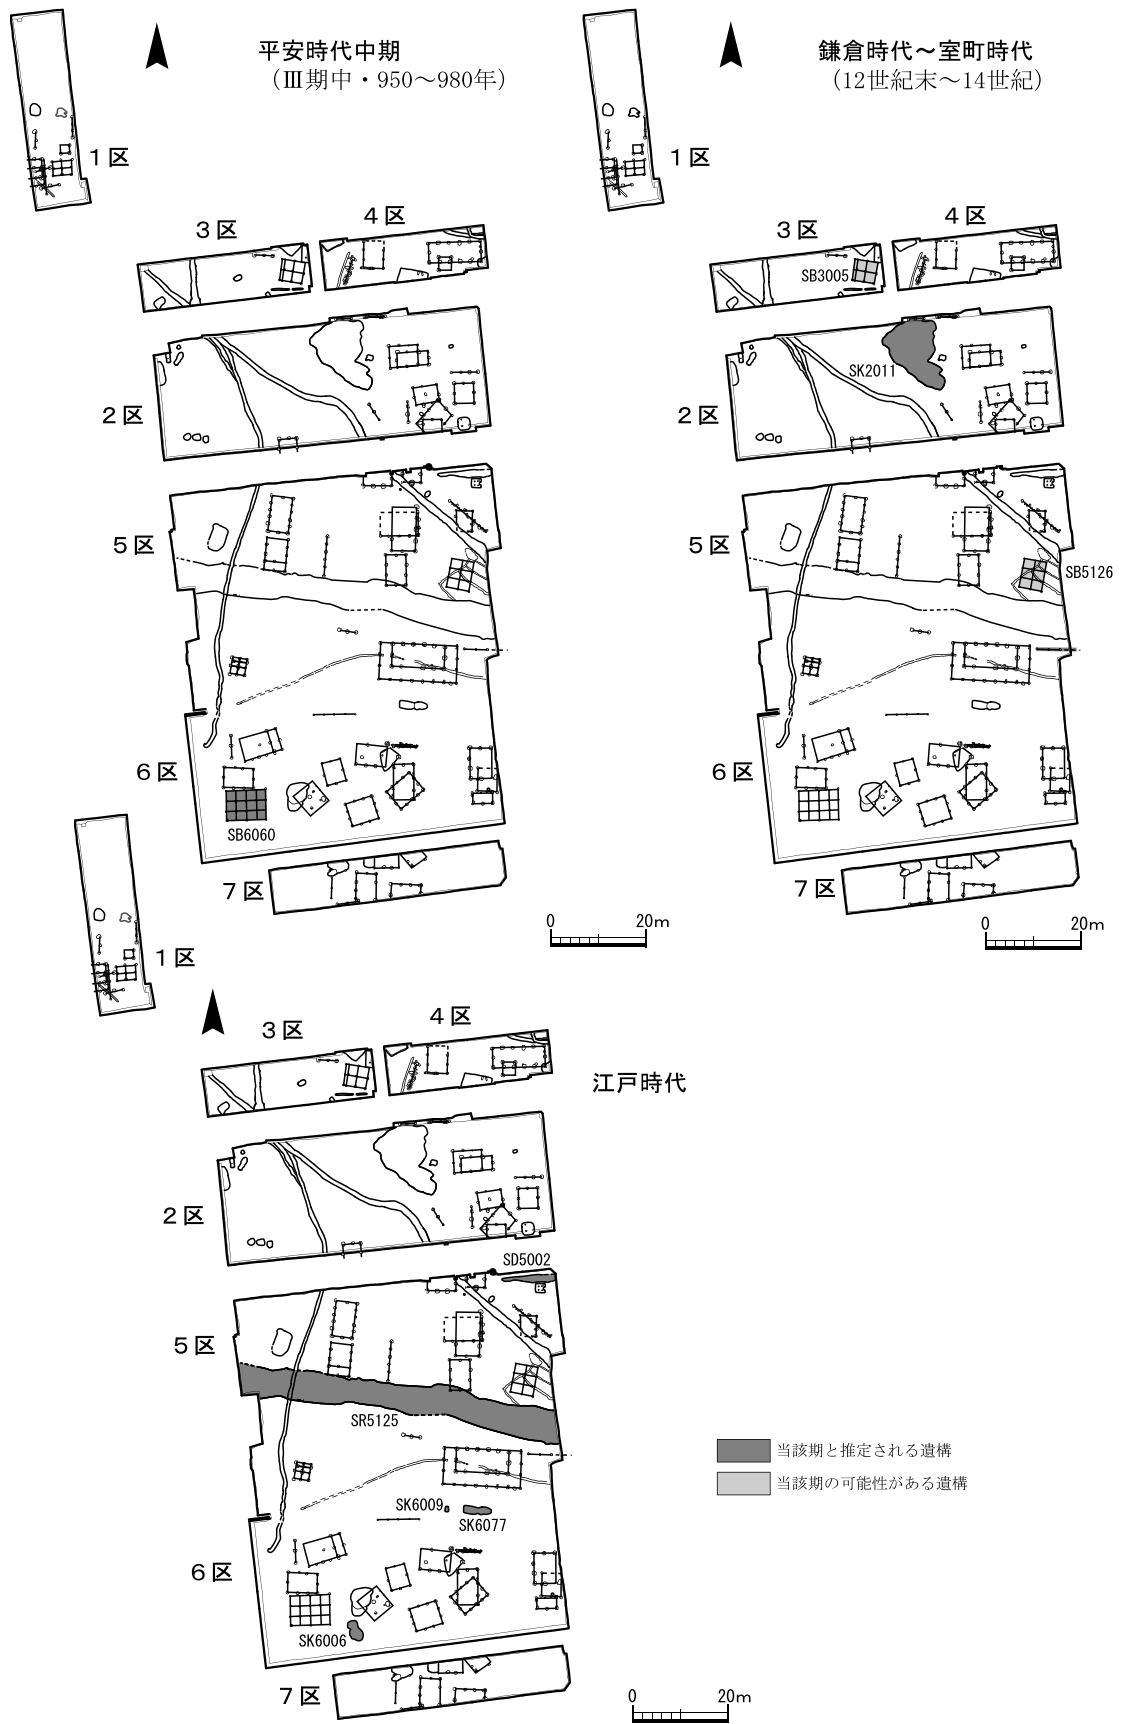 平安時代中期
（Ⅲ期中・950～980年）
1区
3区
4区
2区
5区
6区
SB6060
7区
0 20m
鎌倉時代～室町時代
（12世紀末～14世紀）
1区
3区
4区
SB3005
SK2011
2区
5区
SB5126
6区
7区
0 20m
江戸時代
1区
3区
4区
2区
SD5002
5区
SR5125
SK6009
SK6077
6区
SK6006
7区
0 20m
当該期と推定される遺構
当該期の可能性がある遺構